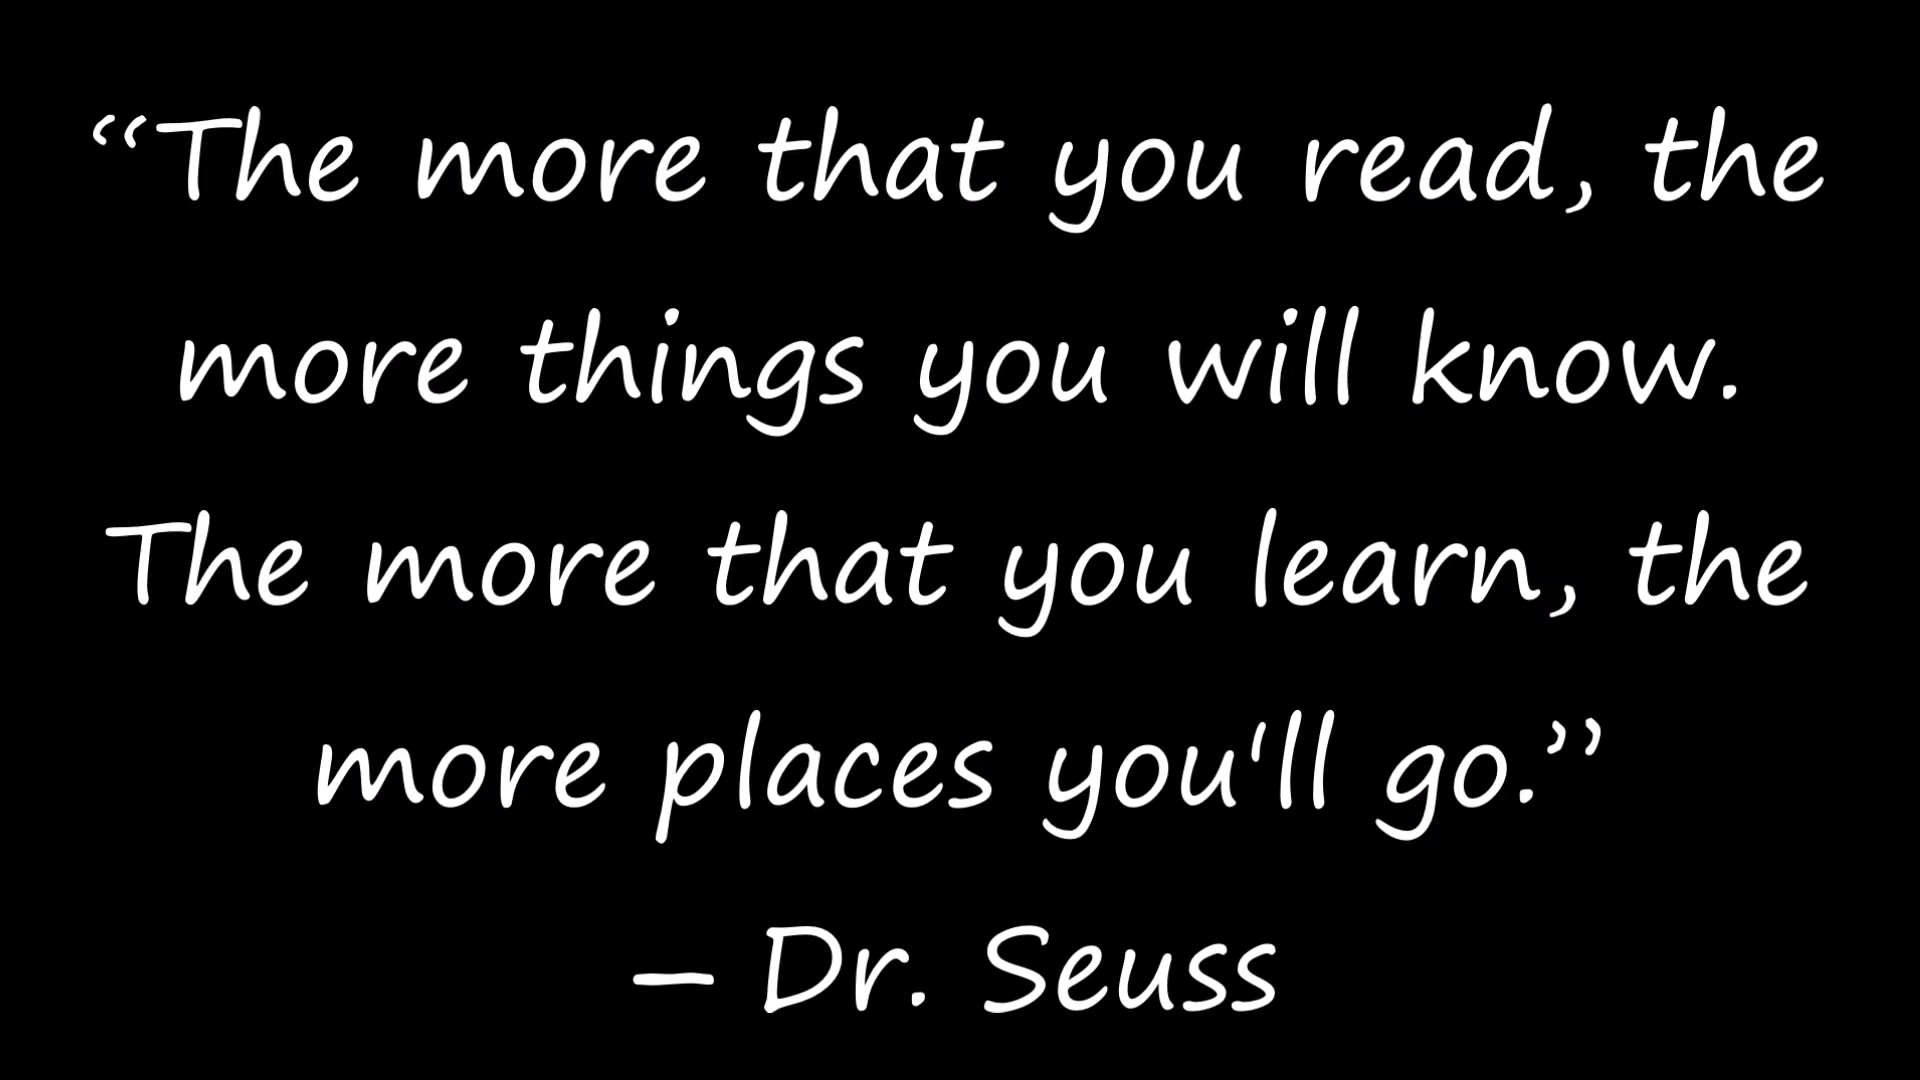 “The more that you read, the
more things you will know.
The more that you learn, the
more places you'll go.”
— Dr. Seuss